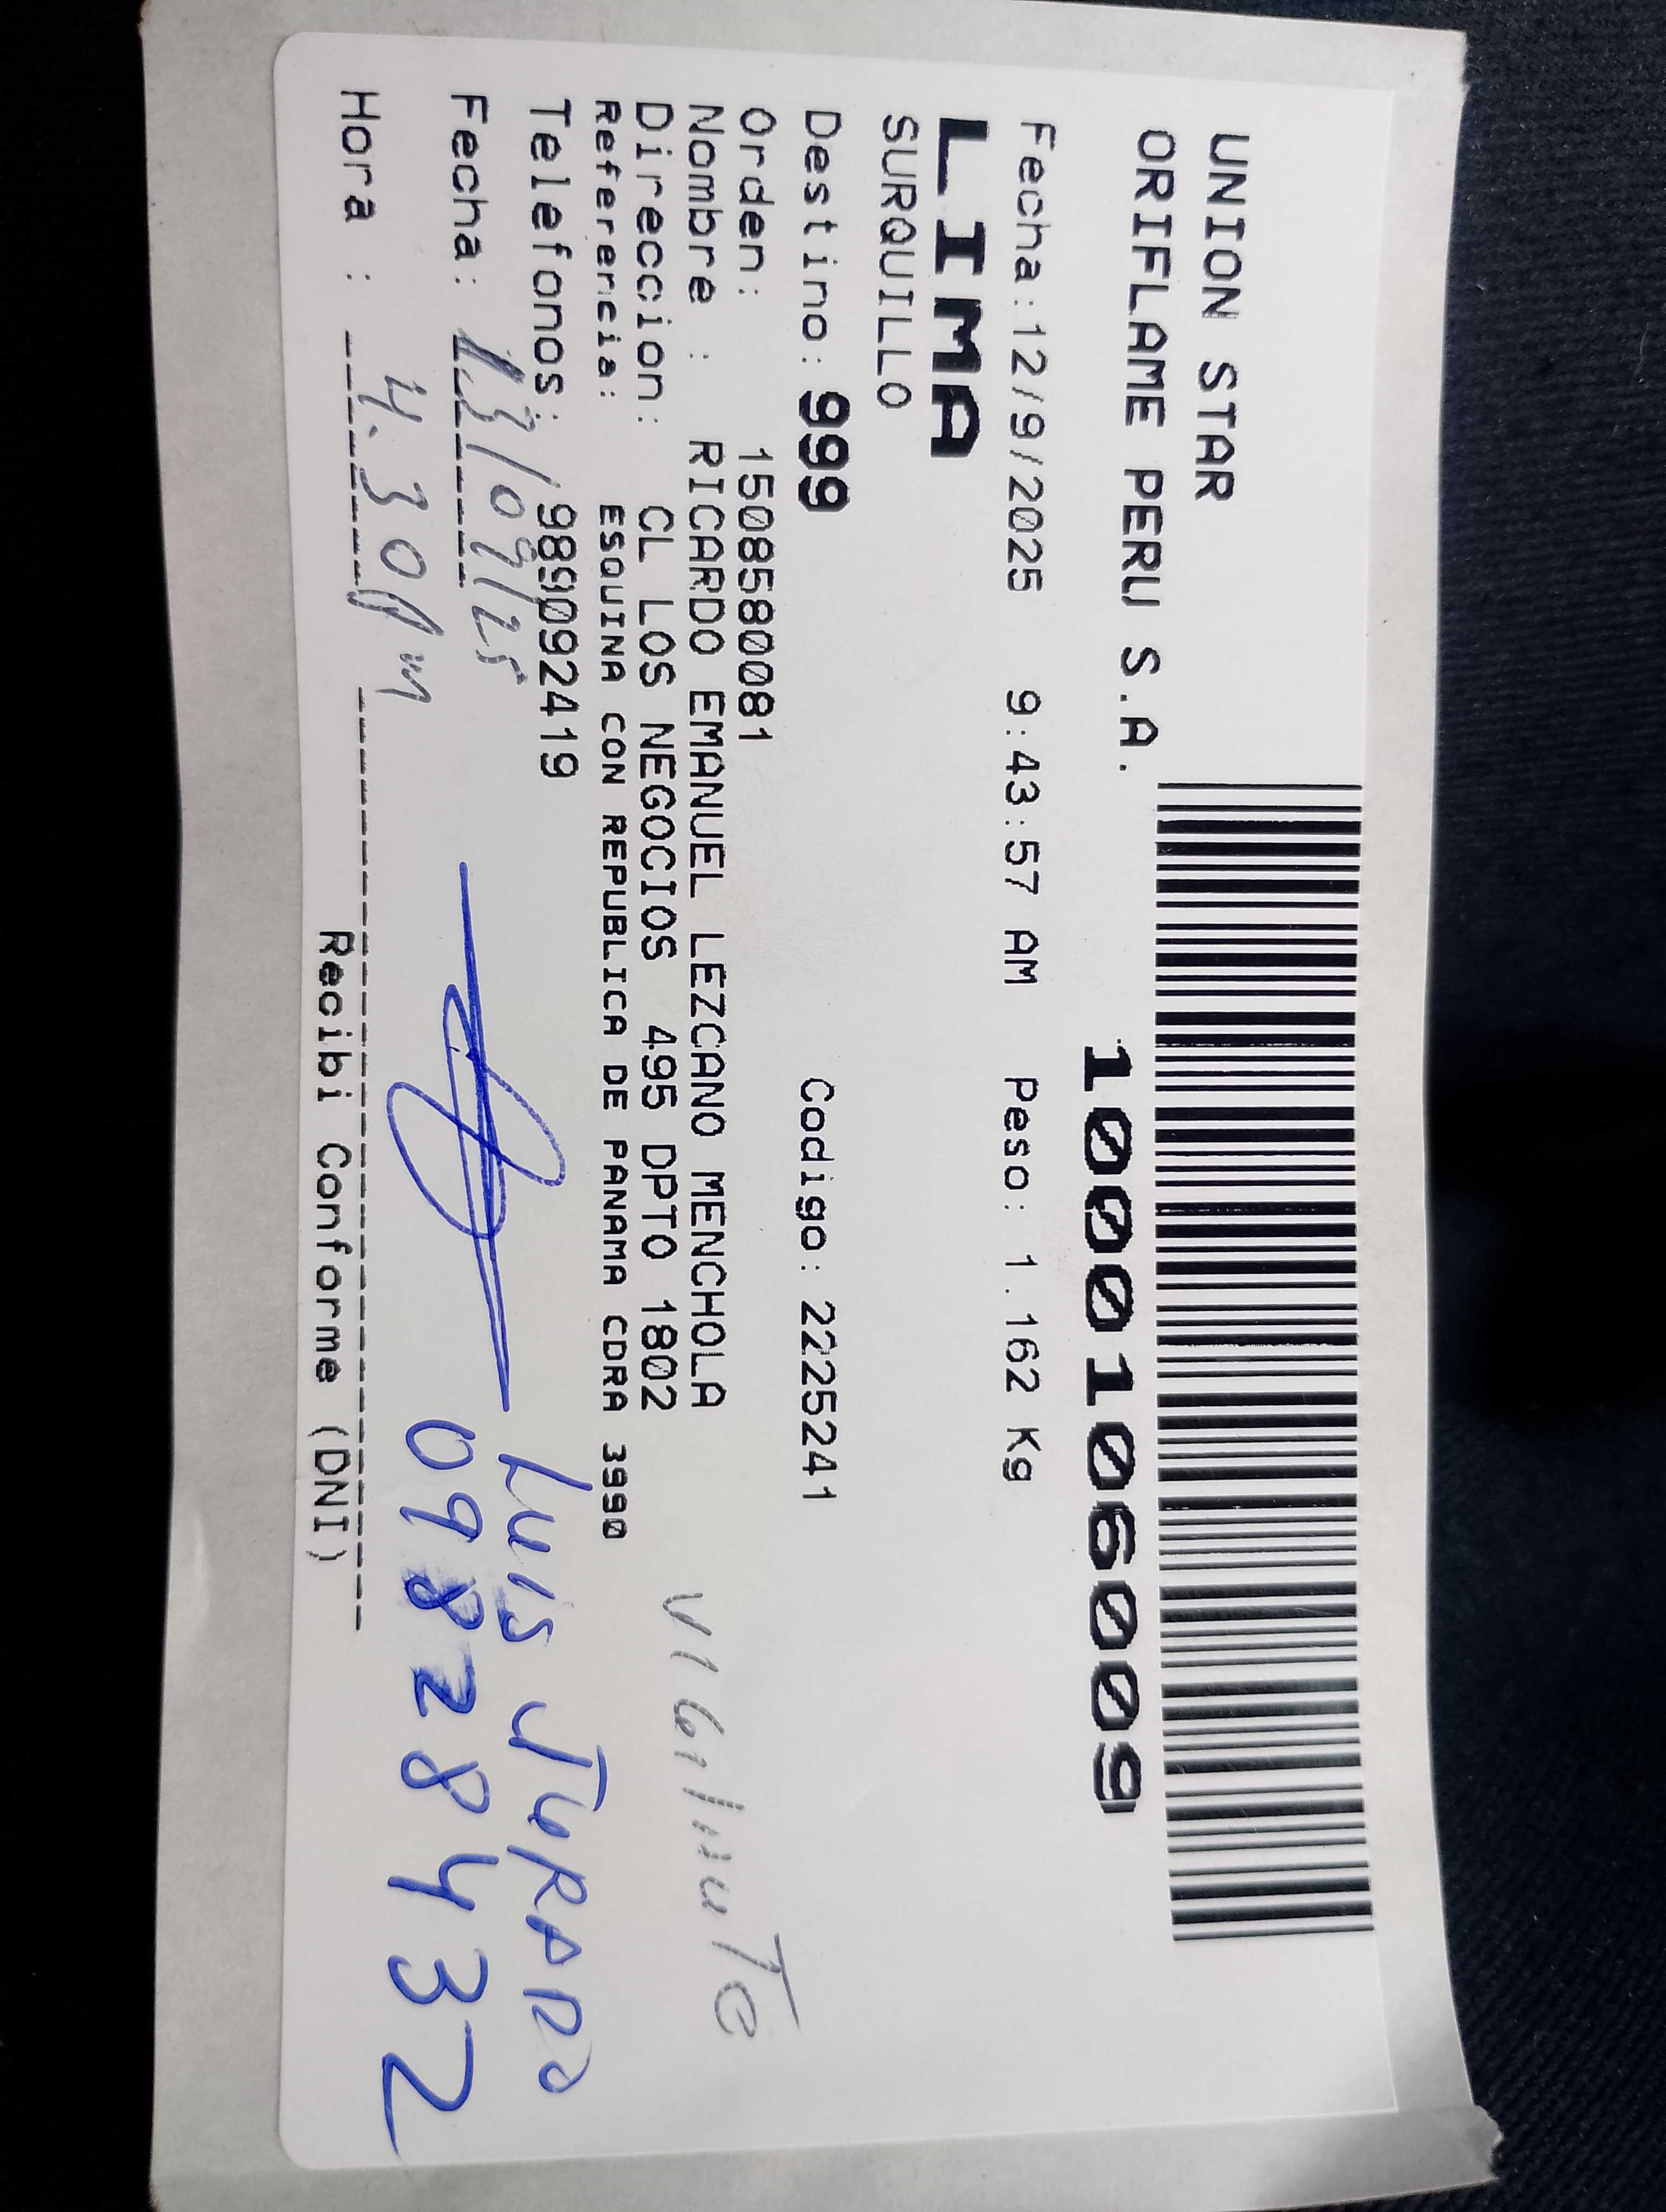 UNION STAR
ORIFLAME PERU S.A.
1000106009
Fecha:12/9/2025 9:43:57 AM Peso: 1.162 Kg
LIMA
SURQUILLO
Destino: 999 Codigo: 2225241
Orden: 1508580081
Nombre : RICARDO EMANUEL LEZCANO MENCHOLA
Direccion: CL LOS NEGOCIOS 495 DPTO 1802
Referencia: ESQUINA CON REPUBLICA DE PANAMA CDRA 3990
VIGilanTe
Telefonos: 989092419
Luis JURADO
Fecha: 13/09/25
09828432
Hora : 4.30pm
Recibi Conforme (DNI)